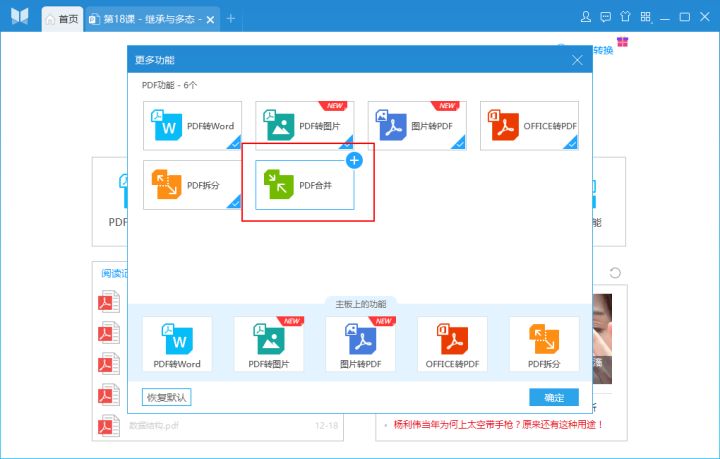 首页
第18课 - 继承与多态 -
转换
更多功能
PDF功能 - 6个
PDF转Word
NEW
PDF转图片
NEW
图片转PDF
OFFICE转PDF
PDF拆分
PDF合并
PDF
能
阅读记
主板上的功能
PDF转Word
NEW
PDF转图片
NEW
图片转PDF
OFFICE转PDF
PDF拆分
滴
恢复默认
确定
数据结构.pdf
12-18
• 杨利伟当年为何上太空带手枪？原来还有这种用途！